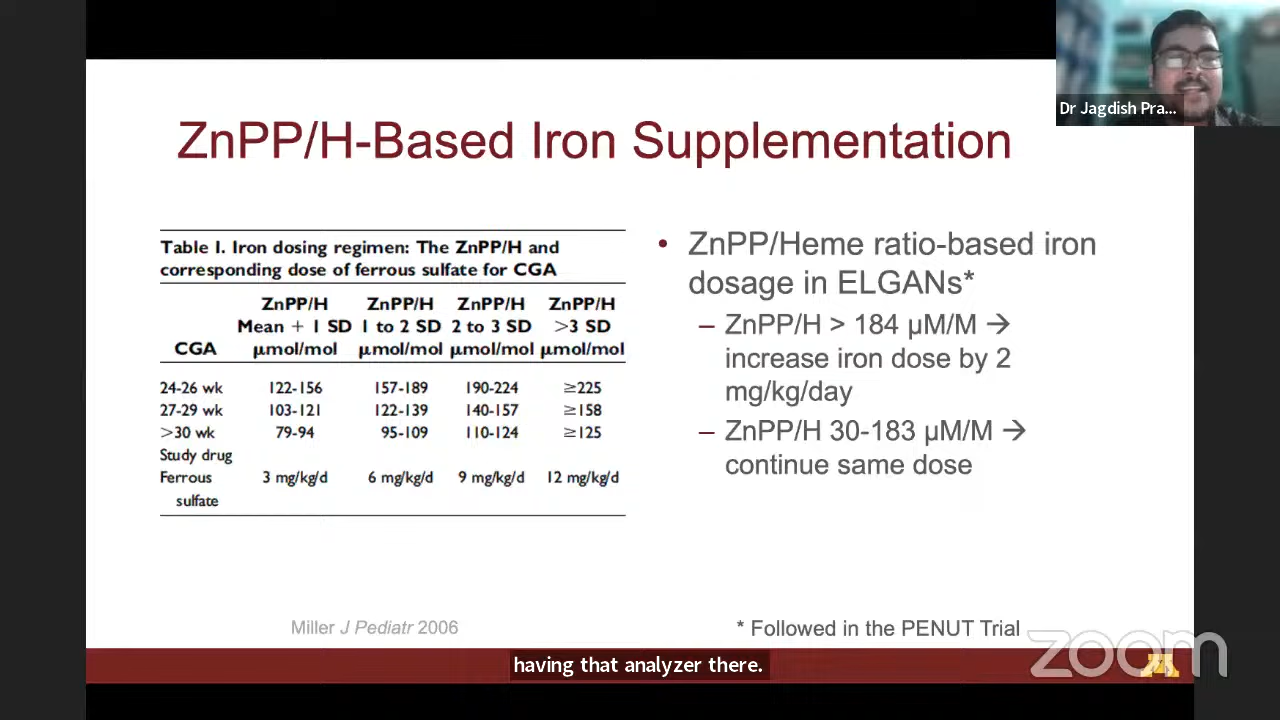 Dr Jagdish Pra...
ZnPP/H-Based Iron Supplementation
Table I. Iron dosing regimen: The ZnPP/H and
corresponding dose of ferrous sulfate for CGA
ZnPP/H ZnPP/H ZnPP/H ZnPP/H
Mean + 1 SD 1 to 2 SD 2 to 3 SD >3 SD
CGA μmol/mol μmol/mol μmol/mol μmol/mol
24-26 wk 122-156 157-189 190-224 ≥225
27-29 wk 103-121 122-139 140-157 ≥158
>30 wk 79-94 95-109 110-124 ≥125
Study drug
Ferrous 3 mg/kg/d 6 mg/kg/d 9 mg/kg/d 12 mg/kg/d
sulfate
• ZnPP/Heme ratio-based iron
dosage in ELGANs*
– ZnPP/H > 184 μM/M →
increase iron dose by 2
mg/kg/day
– ZnPP/H 30-183 μM/M →
continue same dose
Miller J Pediatr 2006
* Followed in the PENUT Trial
zoom
having that analyzer there.